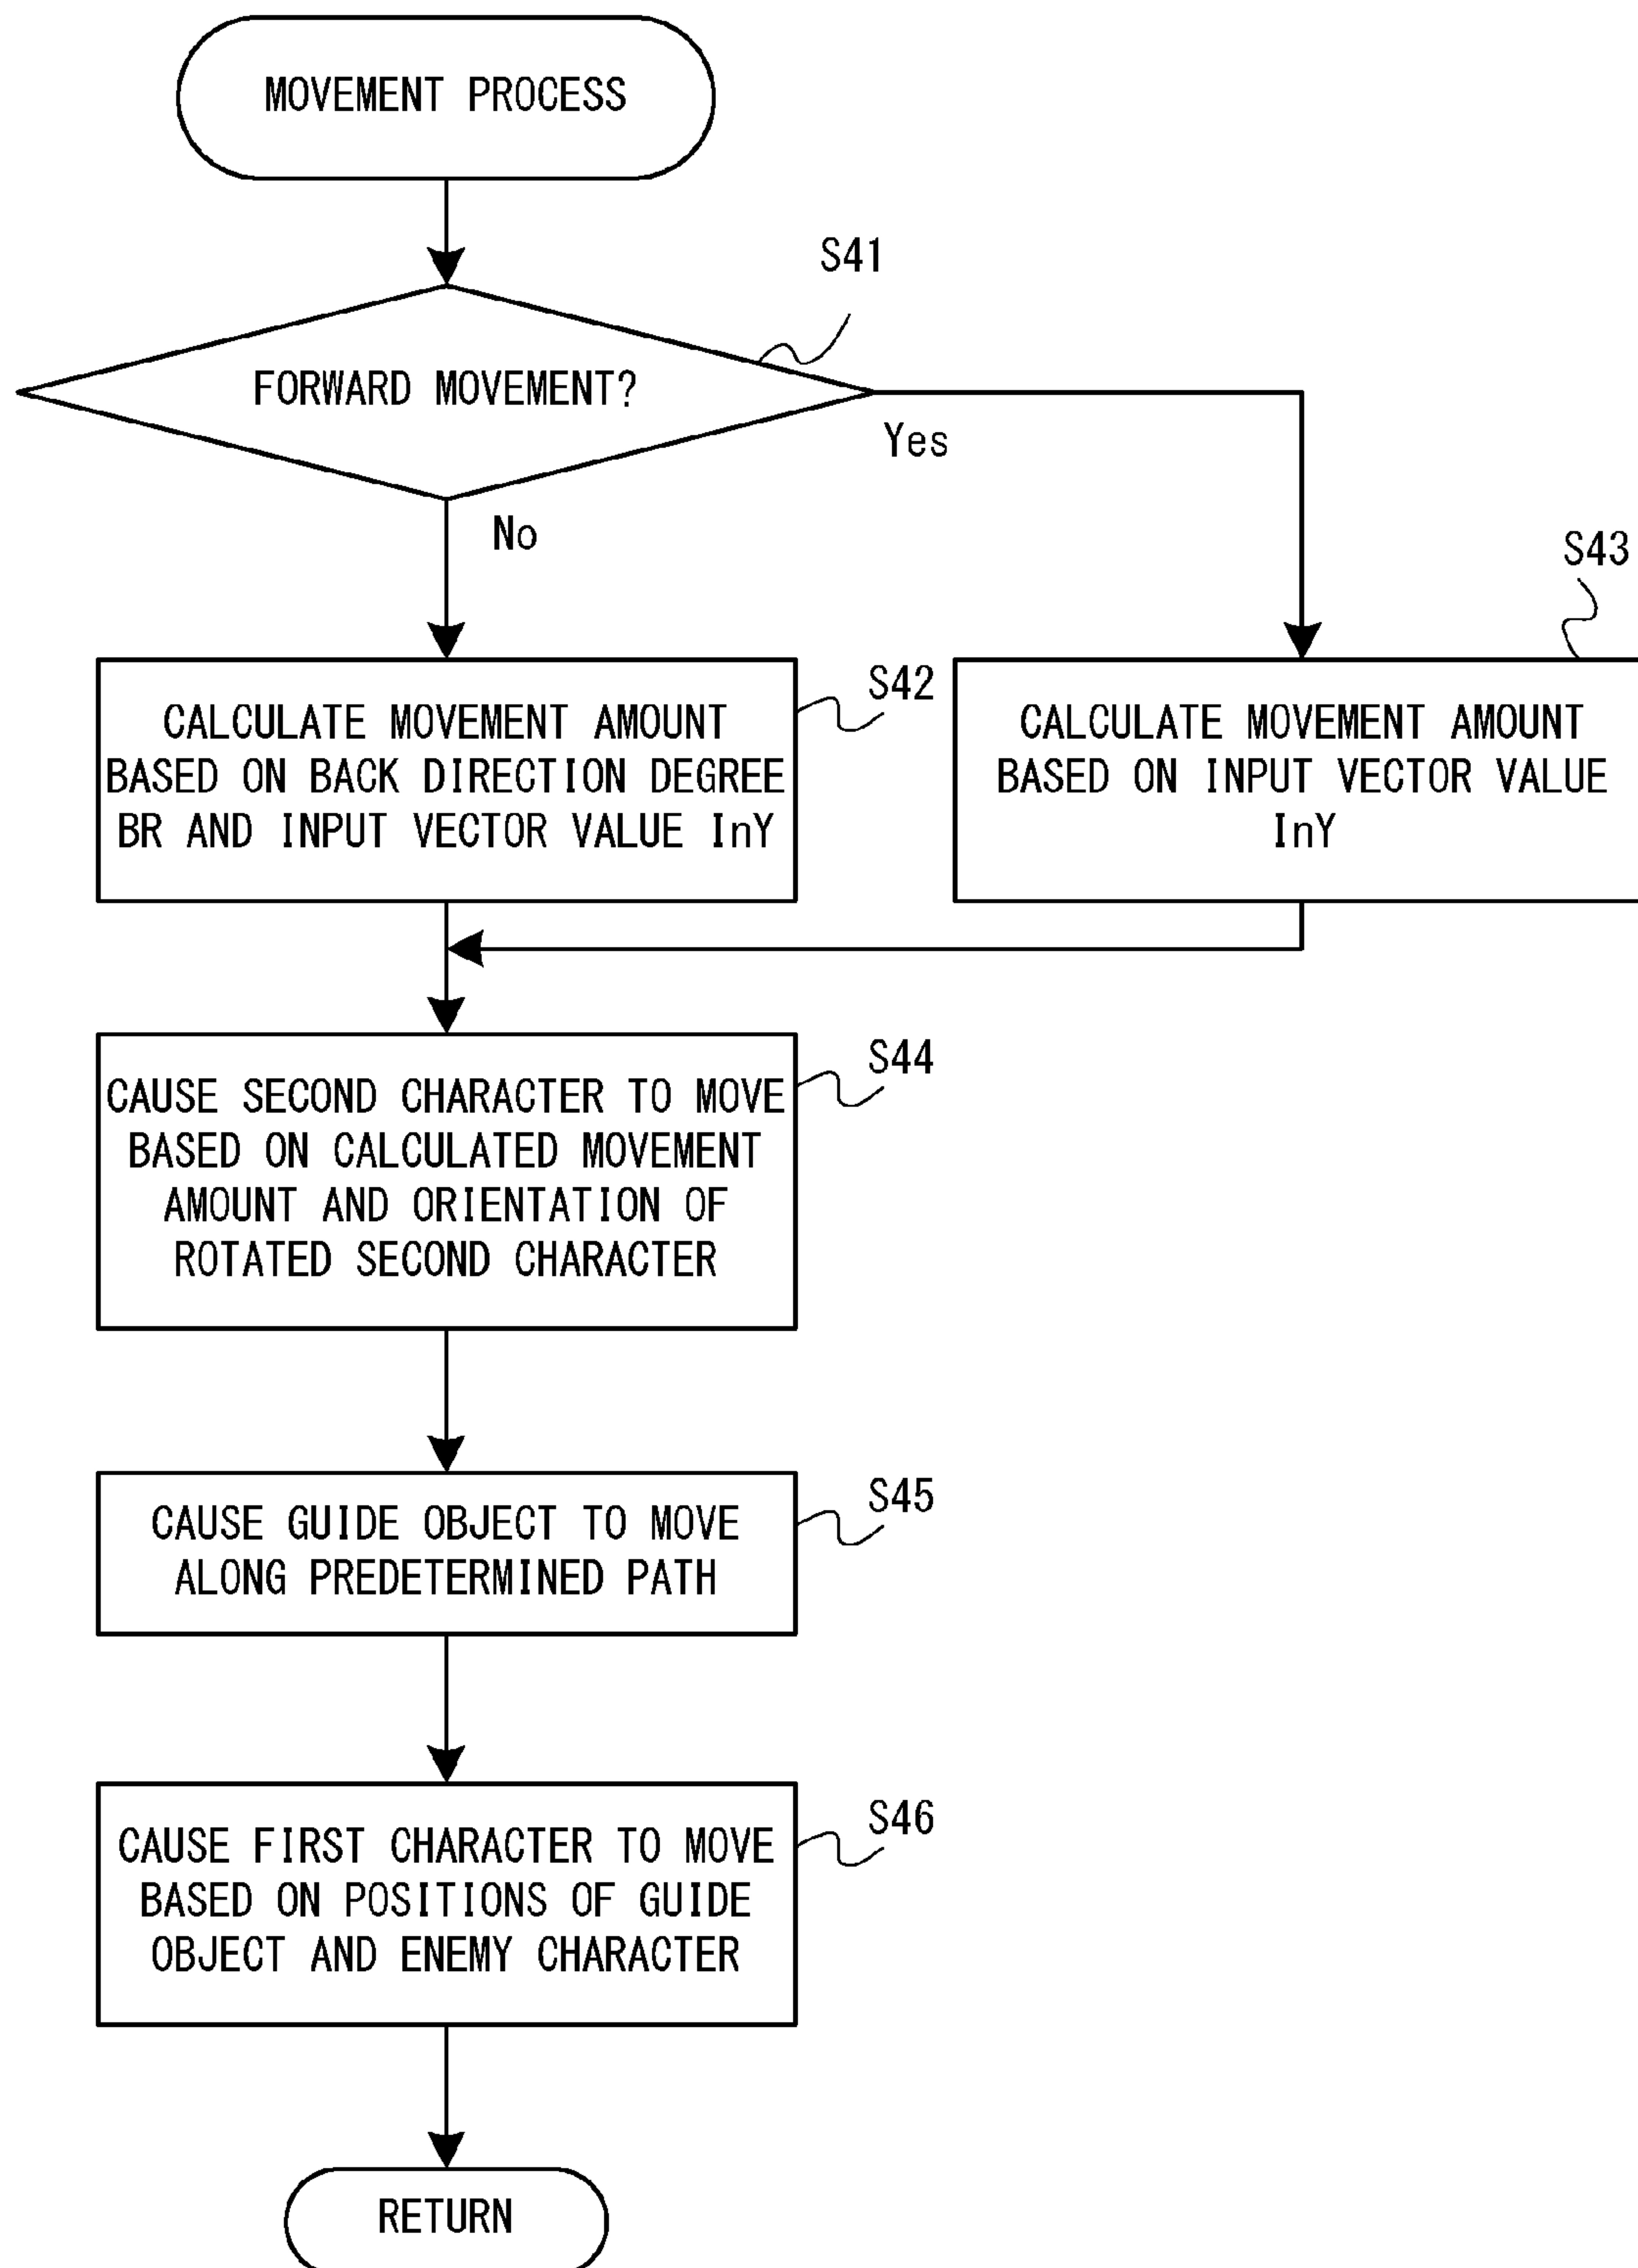 MOVEMENT PROCESS
S41
FORWARD MOVEMENT?
Yes
No
S43
S42
CALCULATE MOVEMENT AMOUNT
BASED ON BACK DIRECTION DEGREE
BR AND INPUT VECTOR VALUE InY
CALCULATE MOVEMENT AMOUNT
BASED ON INPUT VECTOR VALUE
InY
S44
CAUSE SECOND CHARACTER TO MOVE
BASED ON CALCULATED MOVEMENT
AMOUNT AND ORIENTATION OF
ROTATED SECOND CHARACTER
S45
CAUSE GUIDE OBJECT TO MOVE
ALONG PREDETERMINED PATH
S46
CAUSE FIRST CHARACTER TO MOVE
BASED ON POSITIONS OF GUIDE
OBJECT AND ENEMY CHARACTER
RETURN